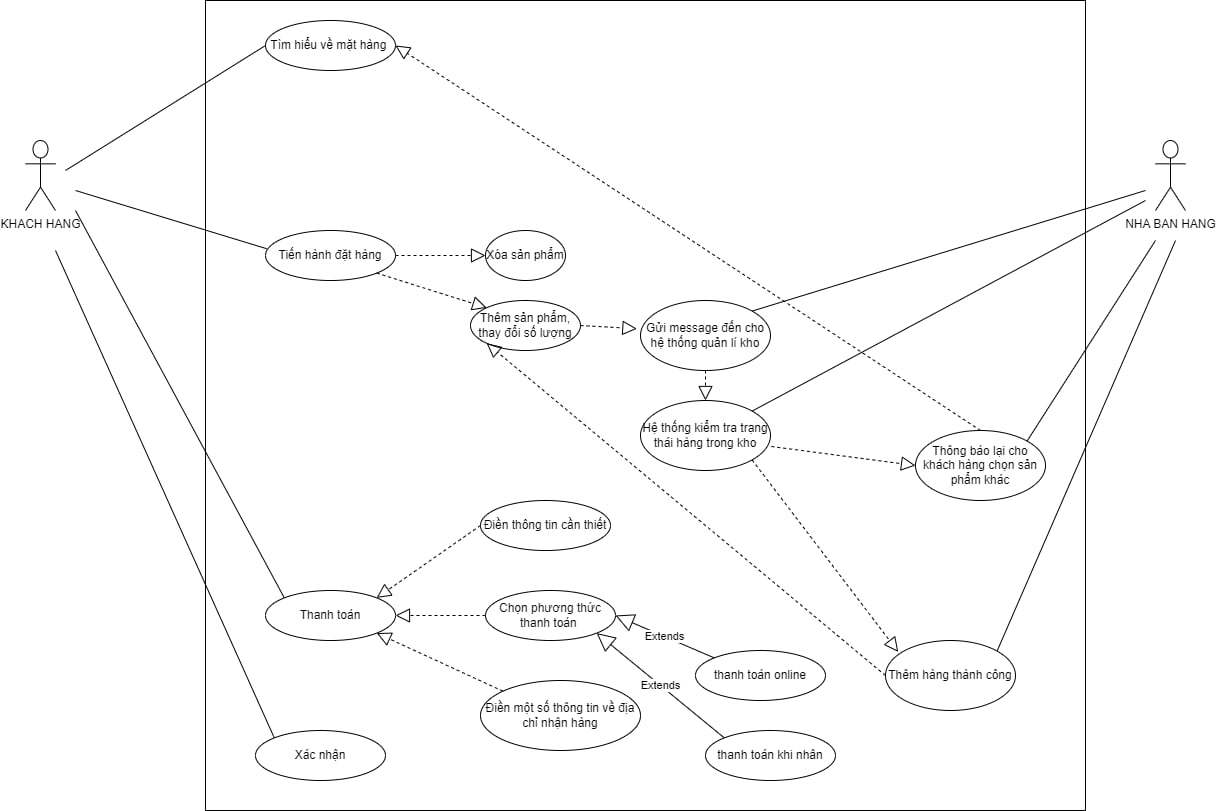 Tìm hiểu về mặt hàng
KHACH HANG
NHA BAN HANG
Tiến hành đặt hàng
Xóa sản phẩm
Thêm sản phẩm,
thay đổi số lượng
Gửi message đến cho
hệ thống quản lí kho
Hệ thống kiểm tra trạng
thái hàng trong kho
Thông báo lại cho
khách hàng chọn sản
phẩm khác
Điền thông tin cần thiết
Thanh toán
Chọn phương thức
thanh toán
Extends
thanh toán online
Thêm hàng thành công
Extends
Điền một số thông tin về địa
chỉ nhận hàng
Xác nhận
thanh toán khi nhân